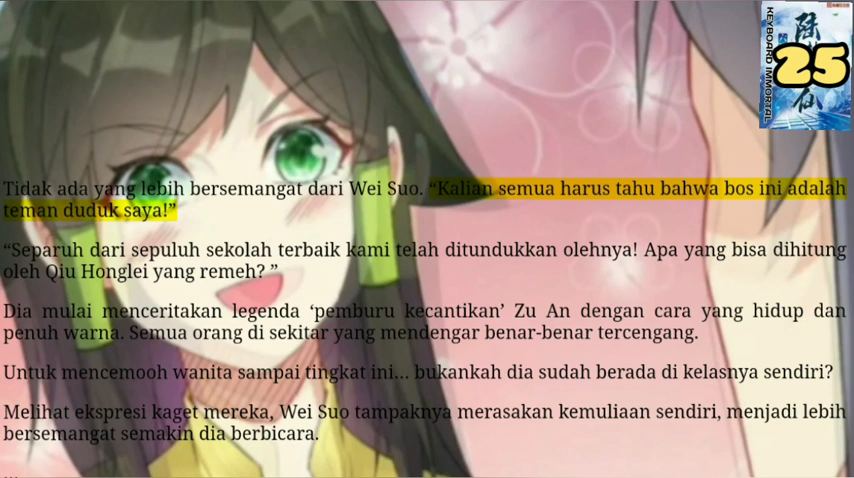 KEYBOARD IMMORTAL
25
Tidak ada yang lebih bersemangat dari Wei Suo. “Kalian semua harus tahu bahwa bos ini adalah
teman duduk saya!”
“Separuh dari sepuluh sekolah terbaik kami telah ditundukkan olehnya! Apa yang bisa dihitung
oleh Qiu Honglei yang remeh? ”
Dia mulai menceritakan legenda ‘pemburu kecantikan’ Zu An dengan cara yang hidup dan
penuh warna. Semua orang di sekitar yang mendengar benar-benar tercengang.
Untuk mencemooh wanita sampai tingkat ini... bukankah dia sudah berada di kelasnya sendiri?
Melihat ekspresi kaget mereka, Wei Suo tampaknya merasakan kemuliaan sendiri, menjadi lebih
bersemangat semakin dia berbicara.
...